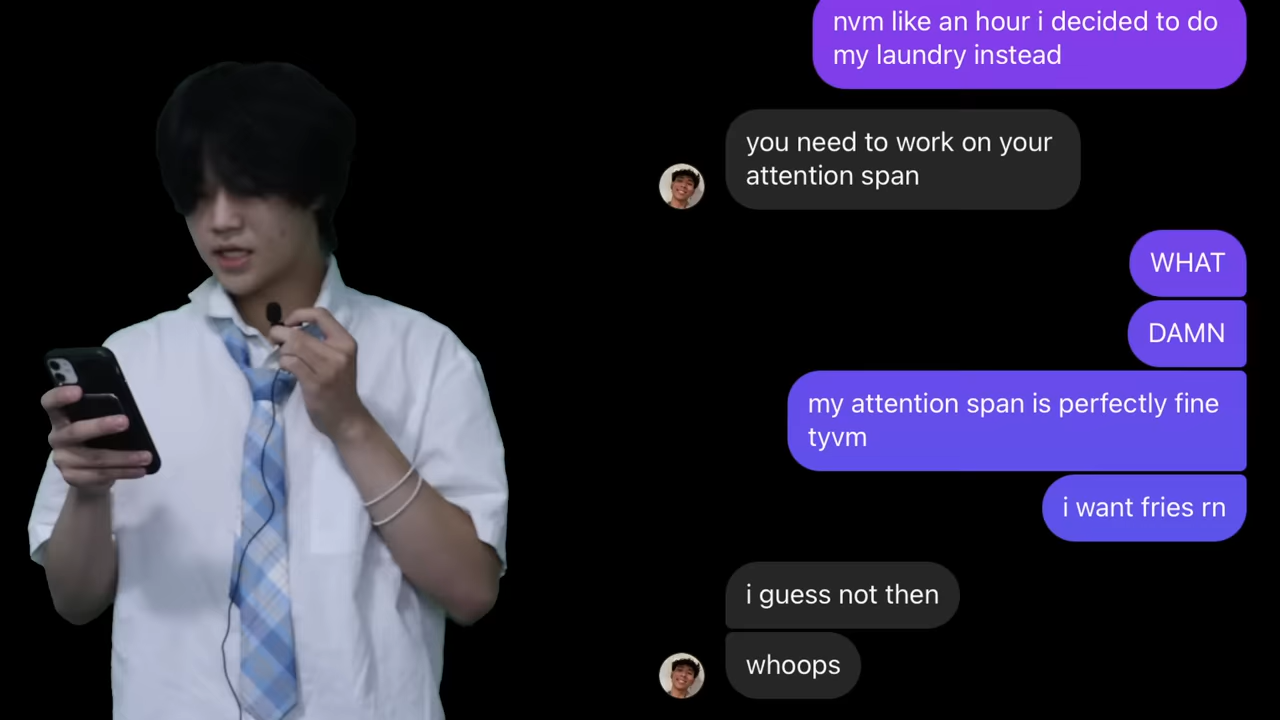 nvm like an hour i decided to do
my laundry instead
you need to work on your
attention span
WHAT
DAMN
my attention span is perfectly fine
tyvm
i want fries rn
i guess not then
whoops